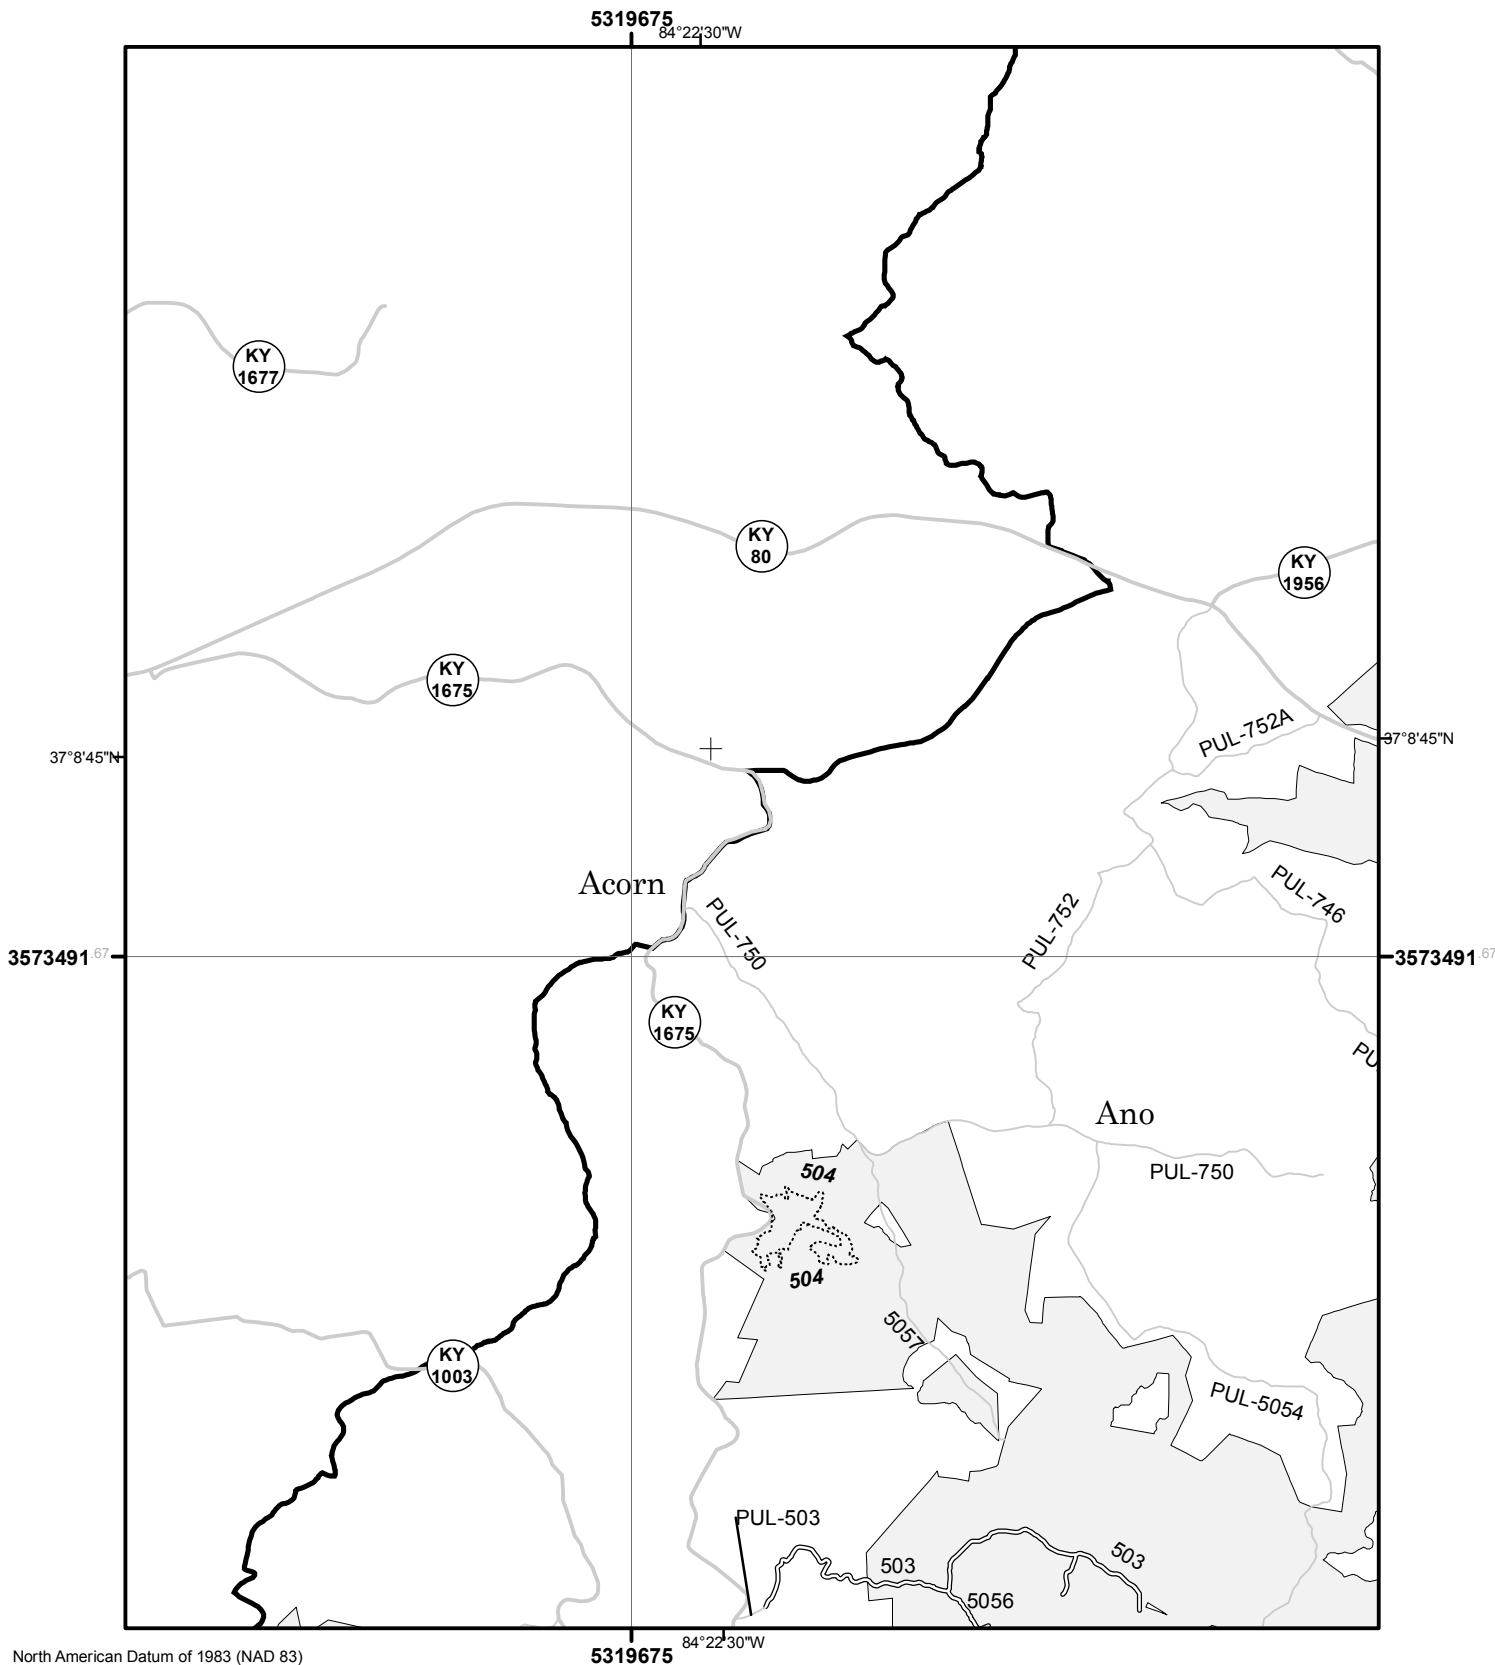 5319675
84°22'30"W
KY
1677
KY
80
KY
1956
KY
1675
PUL-752A
37°8'45"N
37°8'45"N
Acorn
PUL-746
PUL-752
PUL-750
3573491.67
3573491.67
KY
1675
PU
Ano
504
PUL-750
504
5057
KY
1003
PUL-5054
PUL-503
503
503
5056
84°22'30"W
5319675
North American Datum of 1983 (NAD 83)